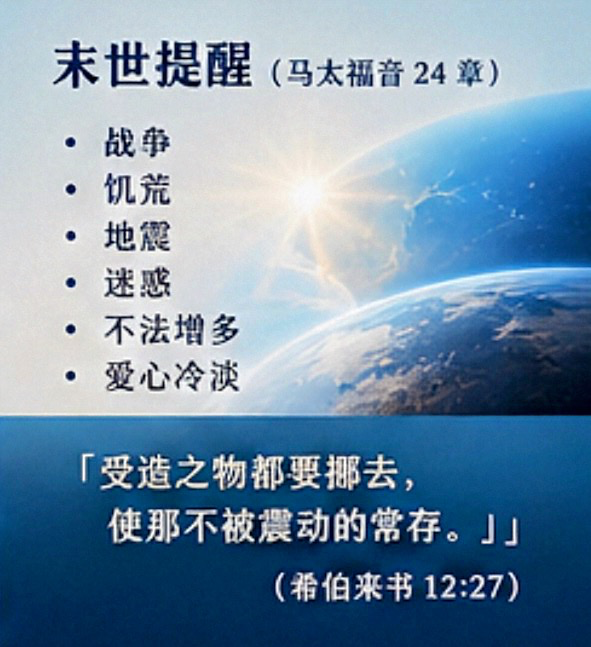 末世提醒（马太福音 24 章）
• 战争
• 饥荒
• 地震
• 迷惑
• 不法增多
• 爱心冷淡
「受造之物都要挪去，
使那不被震动的常存。」」
（希伯来书 12:27）